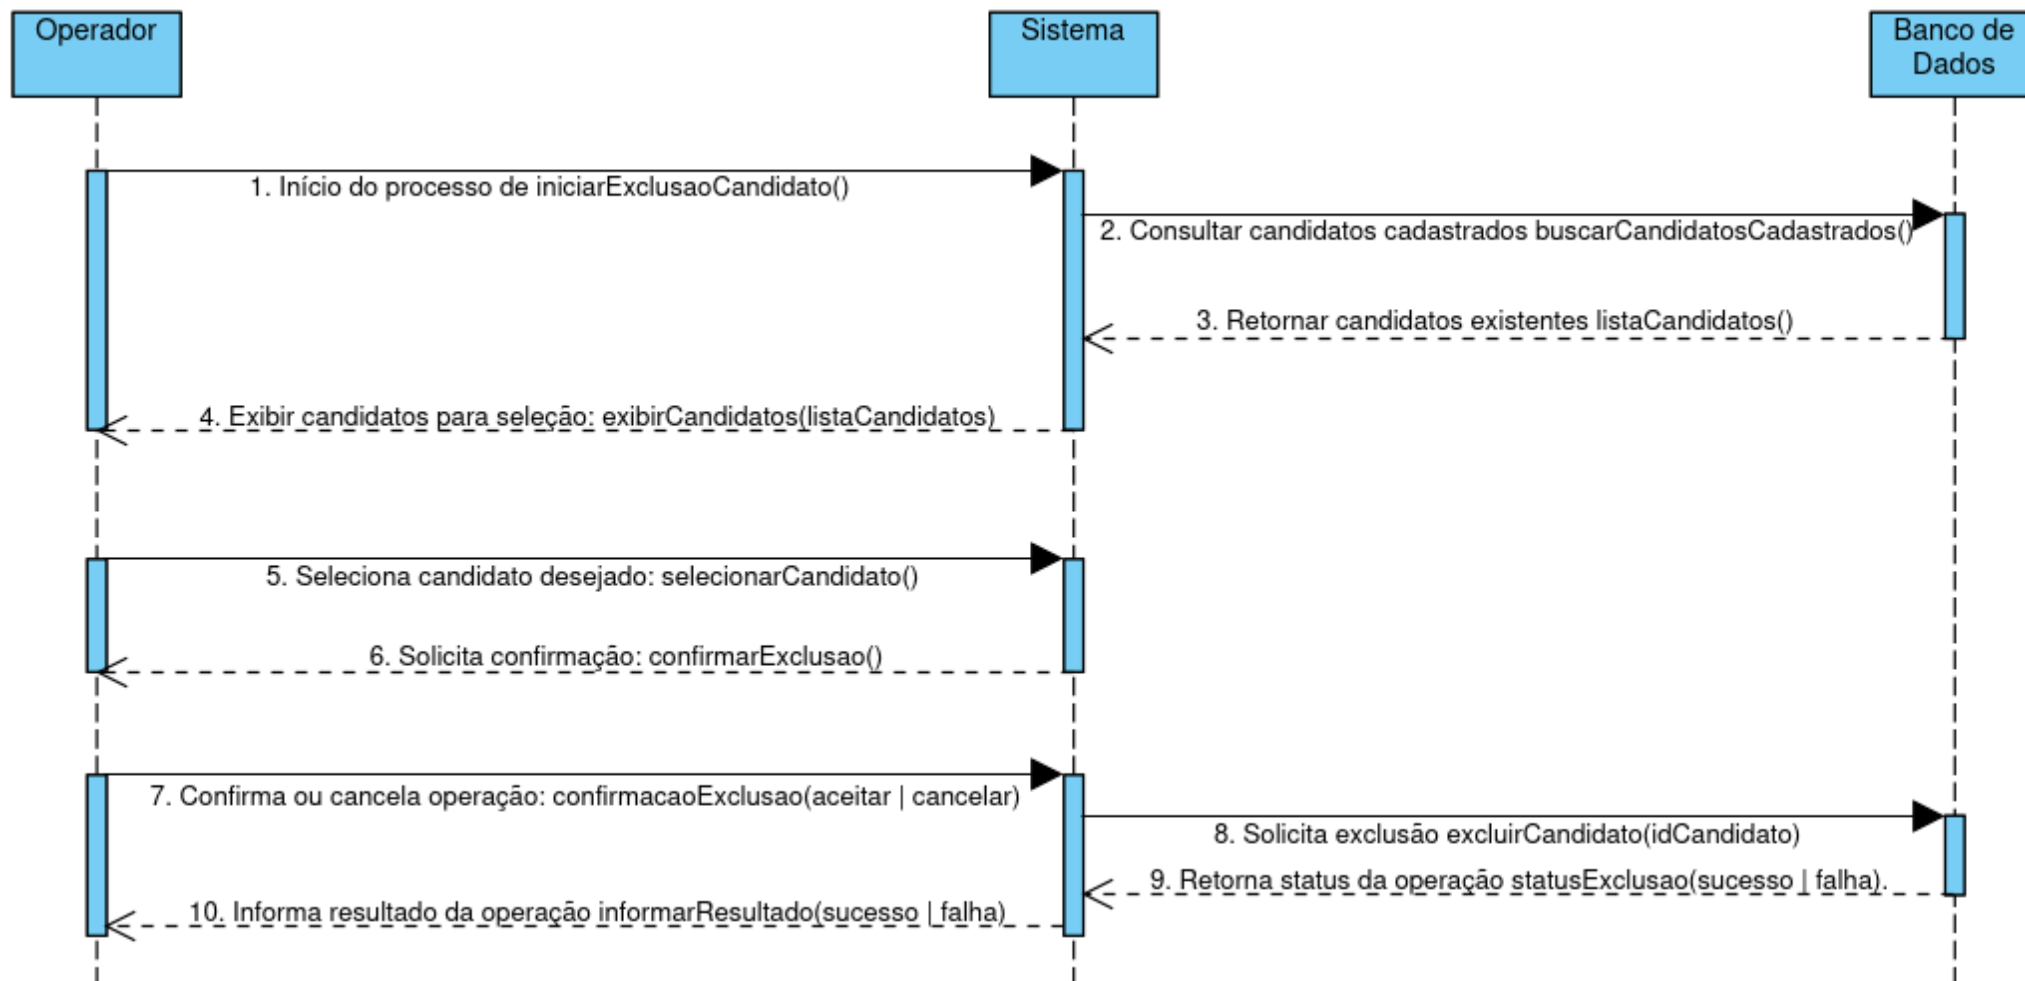 Operador
Sistema
Banco de
Dados
1. Início do processo de iniciarExclusaoCandidato()
2. Consultar candidatos cadastrados buscarCandidatosCadastrados()
3. Retornar candidatos existentes listaCandidatos()
4. Exibir candidatos para seleção: exibirCandidatos(listaCandidatos)
5. Seleciona candidato desejado: selecionarCandidato()
6. Solicita confirmação: confirmarExclusao()
7. Confirma ou cancela operação: confirmacaoExclusao(aceitar | cancelar)
8. Solicita exclusão excluirCandidato(idCandidato)
9. Retorna status da operação statusExclusao(sucesso | falha).
10. Informa resultado da operação informarResultado(sucesso | falha)